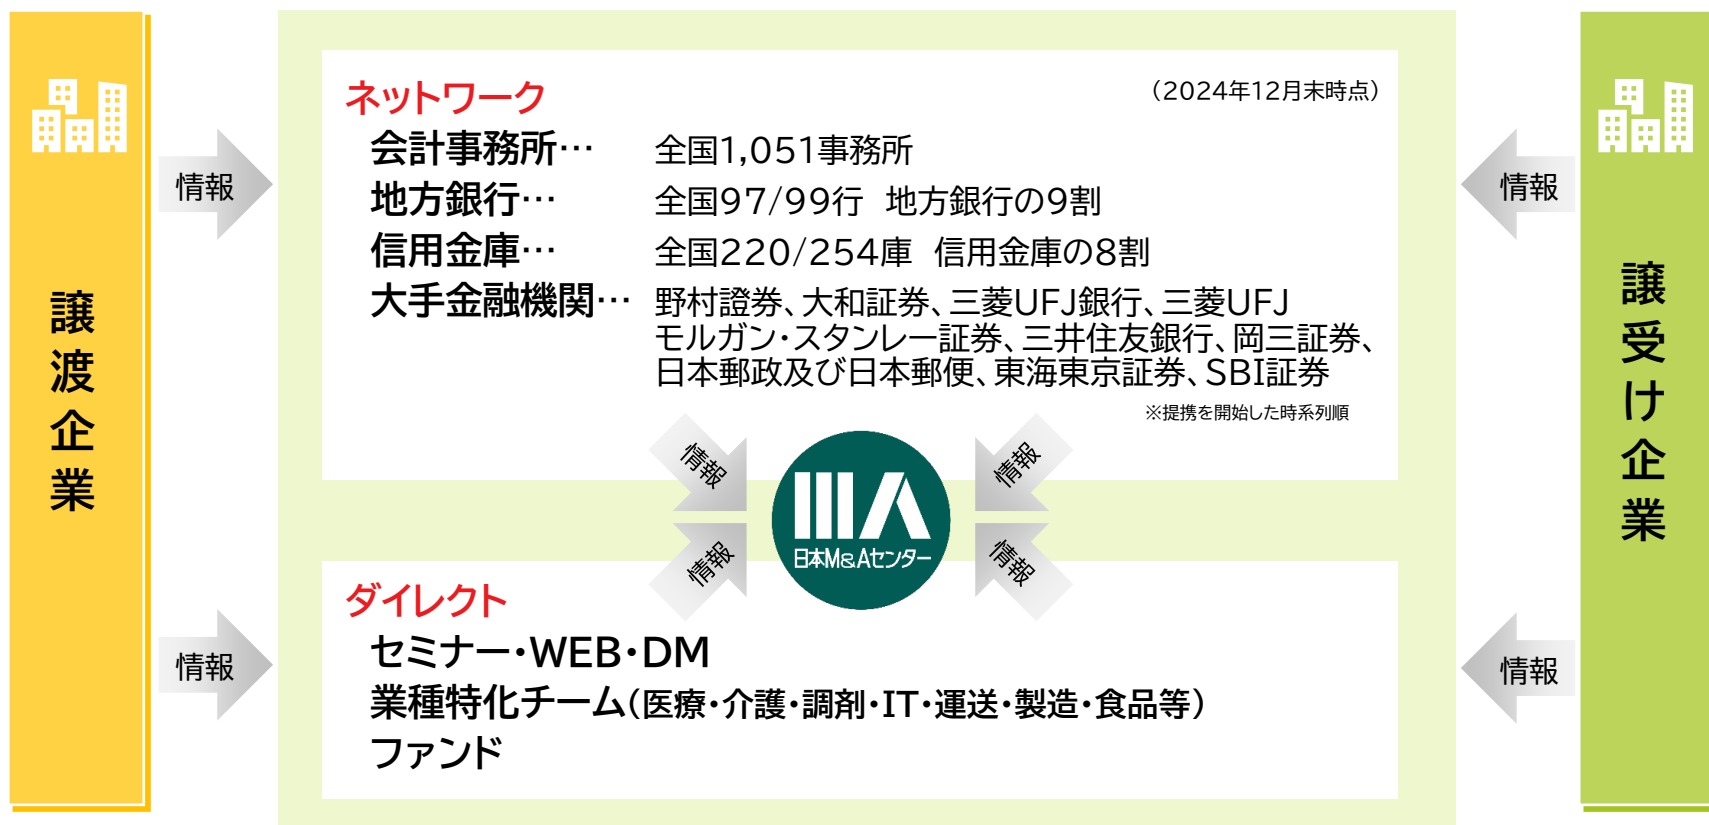 譲渡企業
情報
情報
ネットワーク
（2024年12月末時点）
会計事務所… 全国1,051事務所
地方銀行… 全国97/99行 地方銀行の9割
信用金庫… 全国220/254庫 信用金庫の8割
大手金融機関… 野村證券、大和証券、三菱UFJ銀行、三菱UFJ
モルガン・スタンレー証券、三井住友銀行、岡三証券、
日本郵政及び日本郵便、東海東京証券、SBI証券
※提携を開始した時系列順
情報
情報
日本M&Aセンター
情報
情報
ダイレクト
セミナー・WEB・DM
業種特化チーム（医療・介護・調剤・IT・運送・製造・食品等）
ファンド
情報
情報
譲受け企業